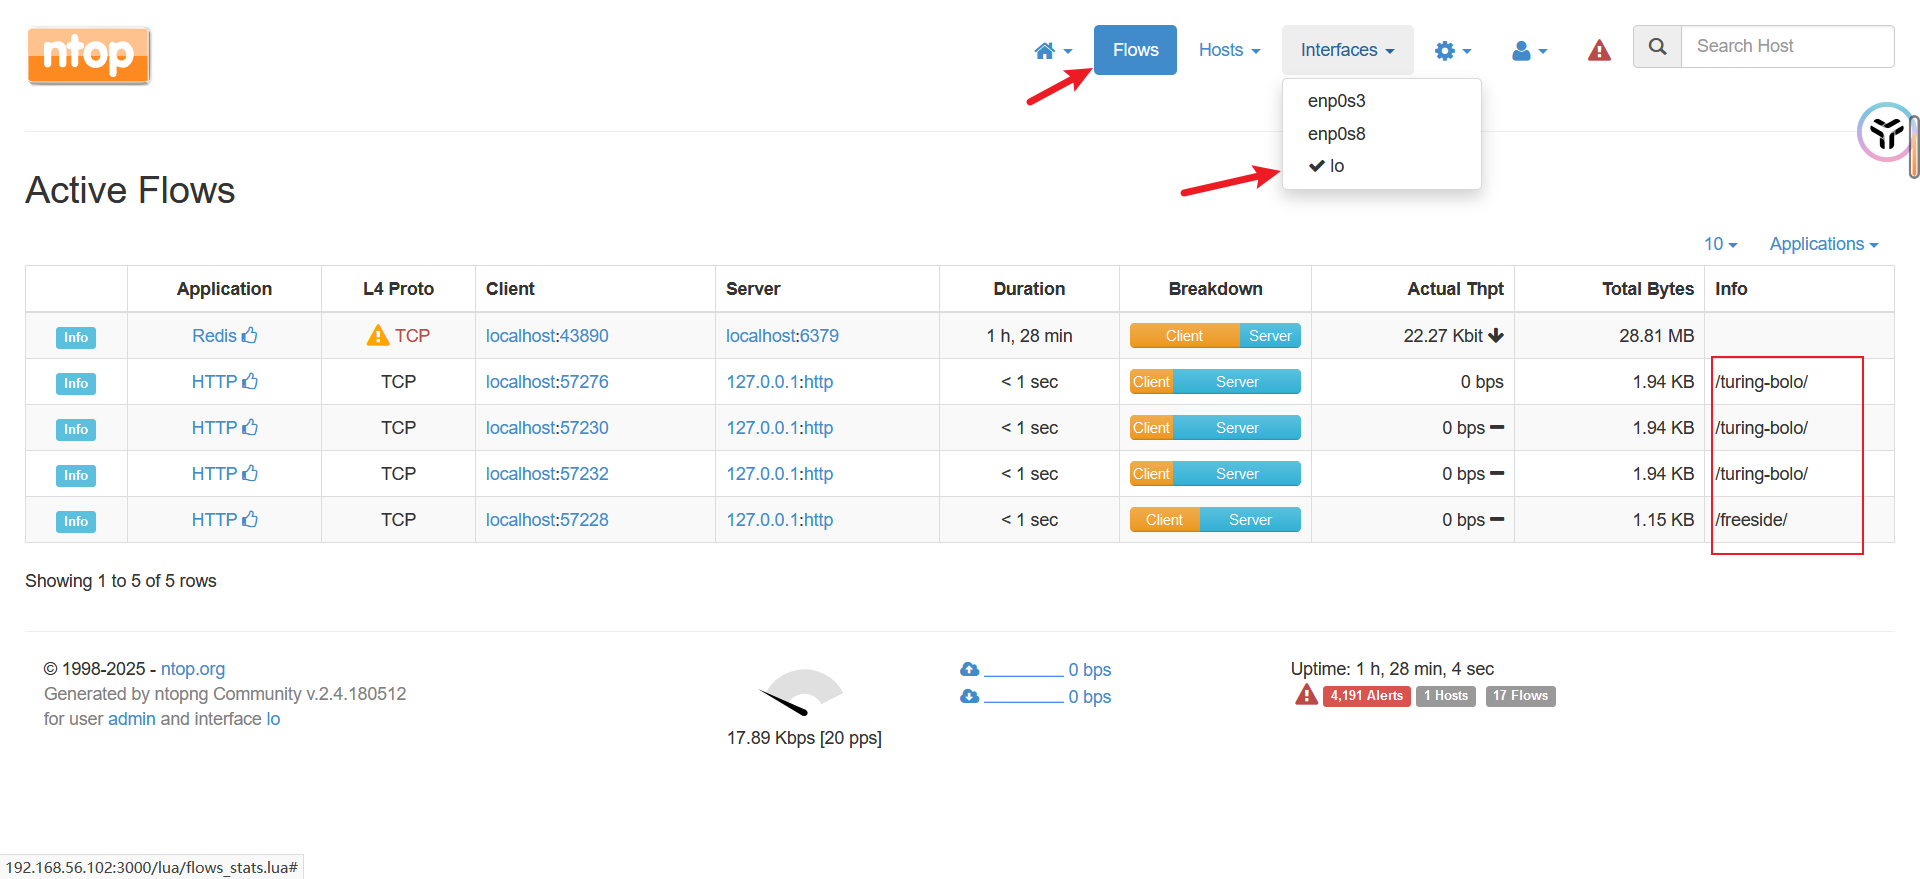 ntop
Flows
Hosts
Interfaces
Search Host
enp0s3
enp0s8
lo
Active Flows
10
Applications
Application L4 Proto Client Server Duration Breakdown Actual Thpt Total Bytes Info
Info Redis TCP localhost:43890 localhost:6379 1 h, 28 min Client Server 22.27 Kbit 28.81 MB
Info HTTP TCP localhost:57276 127.0.0.1:http < 1 sec Client Server 0 bps 1.94 KB /turing-bolo/
Info HTTP TCP localhost:57230 127.0.0.1:http < 1 sec Client Server 0 bps 1.94 KB /turing-bolo/
Info HTTP TCP localhost:57232 127.0.0.1:http < 1 sec Client Server 0 bps 1.94 KB /turing-bolo/
Info HTTP TCP localhost:57228 127.0.0.1:http < 1 sec Client Server 0 bps 1.15 KB /freeside/
Showing 1 to 5 of 5 rows
© 1998-2025 - ntop.org
Generated by ntopng Community v.2.4.180512
for user admin and interface lo
17.89 Kbps [20 pps]
0 bps
0 bps
Uptime: 1 h, 28 min, 4 sec
4,191 Alerts 1 Hosts 17 Flows
192.168.56.102:3000/lua/flows_stats.lua#